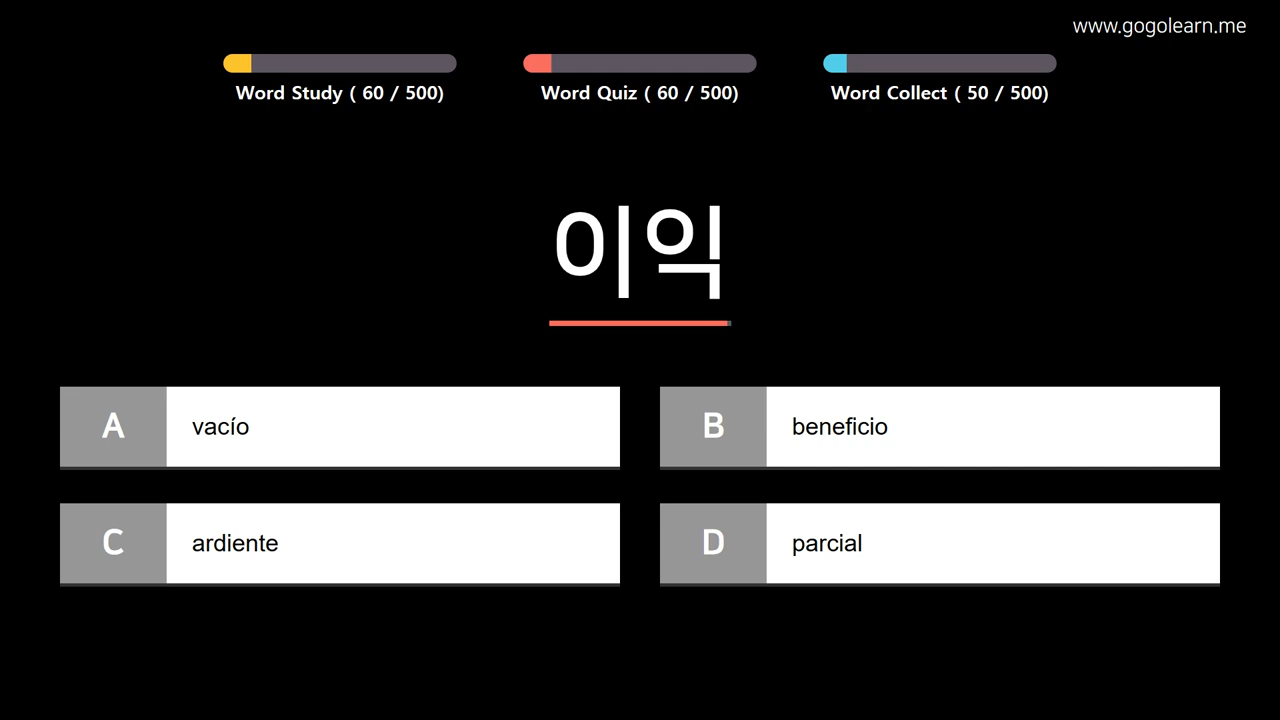 www.gogolearn.me
Word Study ( 60 / 500)
Word Quiz ( 60 / 500)
Word Collect ( 50 / 500)
이익
A vacío
B beneficio
C ardiente
D parcial